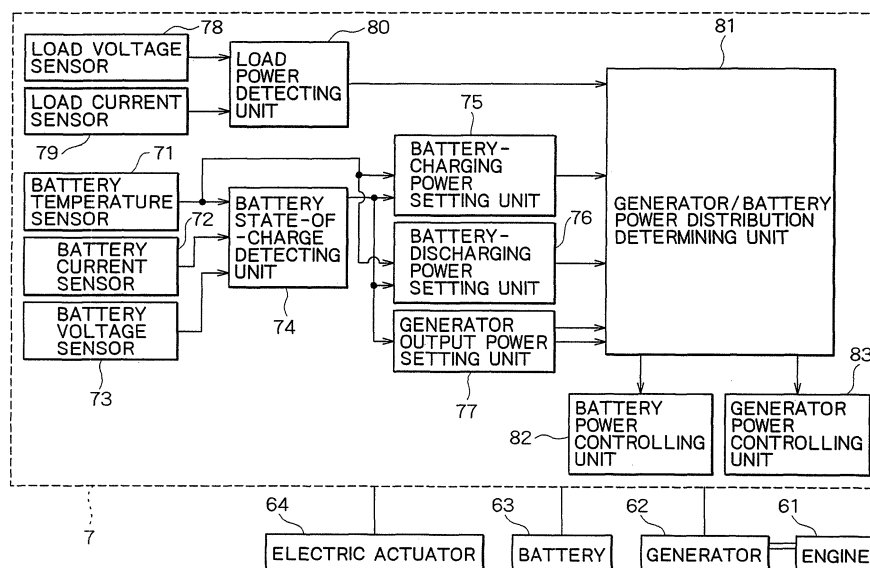 78
LOAD VOLTAGE
SENSOR
80
LOAD
POWER
DETECTING
UNIT
81
LOAD CURRENT
SENSOR
79
71
BATTERY
TEMPERATURE
SENSOR
72
BATTERY
CURRENT
SENSOR
BATTERY
VOLTAGE
SENSOR
73
BATTERY
STATE-OF
-CHARGE
DETECTING
UNIT
74
75
BATTERY-
CHARGING
POWER
SETTING UNIT
76
BATTERY-
DISCHARGING
POWER
SETTING UNIT
GENERATOR
OUTPUT POWER
SETTING UNIT
77
GENERATOR/BATTERY
POWER DISTRIBUTION
DETERMINING UNIT
82
BATTERY
POWER
CONTROLLING
UNIT
83
GENERATOR
POWER
CONTROLLING
UNIT
7
64
ELECTRIC ACTUATOR
63
BATTERY
62
GENERATOR
61
ENGINE